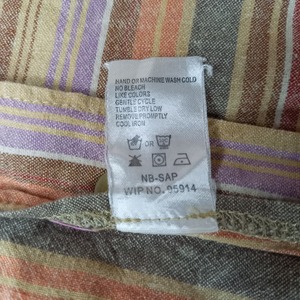 HAND OR MACHINE WASH COLD
NO BLEACH
LIKE COLORS
GENTLE CYCLE
TUMBLE DRY LOW
REMOVE PROMPTLY
COOL IRON
OR
NB-SAP
WIP NO. 95914